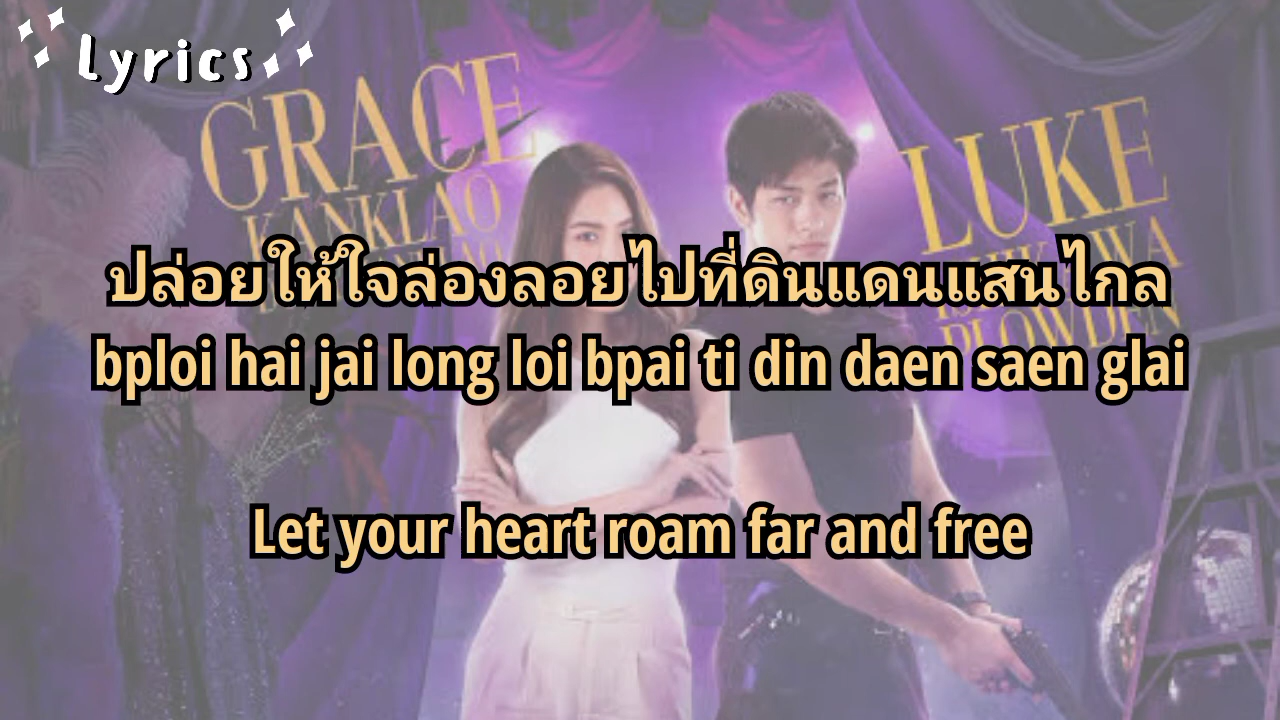 Lyrics
GRACE
KANKLAO
LUKE
ปล่อยให้ใจล่องลอยไปที่ดินแดนแสนไกล
bploi hai jai long loi bpai ti din daen saen glai
PLOWDEN
Let your heart roam far and free